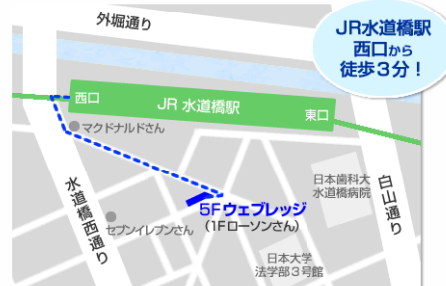 外堀通り
JR水道橋駅
西口から
徒歩3分！
西口
JR 水道橋駅
東口
マクドナルドさん
水道橋西通り
白山通り
日本歯科大
水道橋病院
5Fウェブレッジ
（1Fローソンさん）
セブンイレブンさん
日本大学
法学部3号館